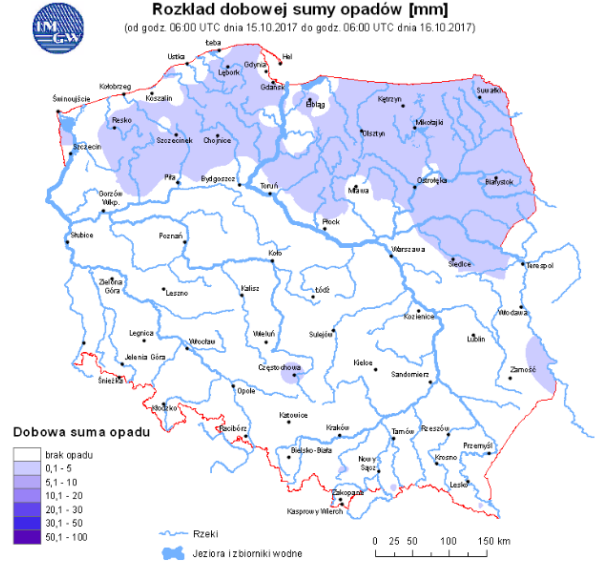 Rozkład dobowej sumy opadów [mm]
(od godz. 06:00 UTC dnia 15.10.2017 do godz. 06:00 UTC dnia 16.10.2017)
IM
GW
Łeba
Ustka
Hel
Gdynia
Lębork
Gdańsk
Kołobrzeg
Koszalin
Świnoujście
Elbląg
Kętrzyn
Suwałki
Resko
Szczecinek
Chojnice
Olsztyn
Mikołajki
Szczecin
Piła
Bydgoszcz
Toruń
Mława
Ostrołęka
Białystok
Gorzów
Wlkp.
Płock
Słubice
Poznań
Koło
Warszawa
Siedlce
Terespol
Zielona
Góra
Leszno
Kalisz
Łódź
Kozienice
Włodawa
Legnica
Wrocław
Wieluń
Sulejów
Lublin
Jelenia Góra
Śnieżka
Częstochowa
Kielce
Sandomierz
Zamość
Opole
Kłodzko
Katowice
Racibórz
Kraków
Tarnów
Rzeszów
Przemyśl
Bielsko-Biała
Nowy
Sącz
Krosno
Lesko
Zakopane
Kasprowy Wierch
Dobowa suma opadu
brak opadu
0,1 - 5
5,1 - 10
10,1 - 20
20,1 - 30
30,1 - 50
50,1 - 100
Rzeki
Jeziora i zbiorniki wodne
0 25 50 100 150 km